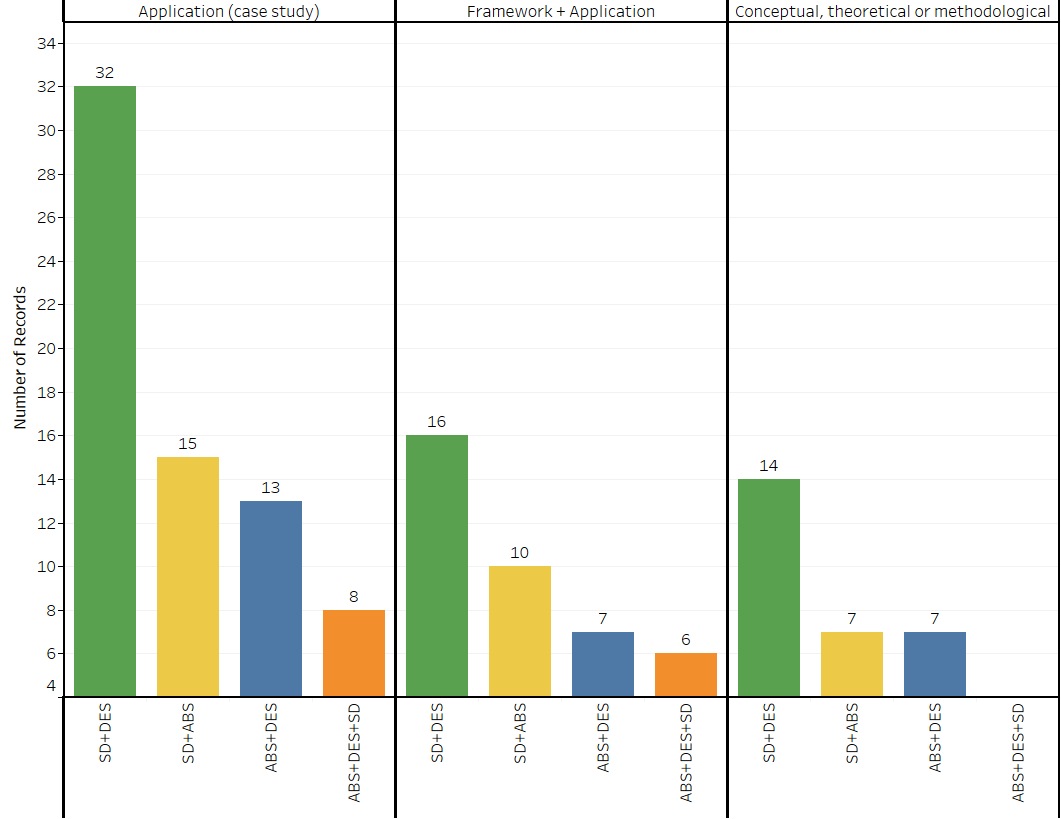 Application (case study)
Framework + Application
Conceptual, theoretical or methodological
Number of Records
34
32
30
28
26
24
22
20
18
16
14
12
10
8
6
4
32
15
13
8
16
10
7
6
14
7
7
SD+DES
SD+ABS
ABS+DES
ABS+DES+SD
SD+DES
SD+ABS
ABS+DES
ABS+DES+SD
SD+DES
SD+ABS
ABS+DES
ABS+DES+SD